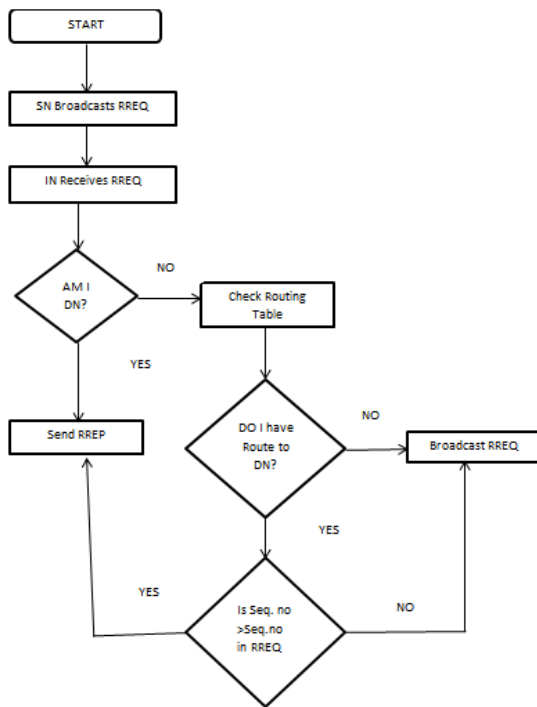 START
SN Broadcasts RREQ
IN Receives RREQ
AM I
DN?
NO
Check Routing
Table
YES
Send RREP
DO I have
Route to
DN?
NO
Broadcast RREQ
YES
YES
Is Seq. no
>Seq.no
in RREQ
NO